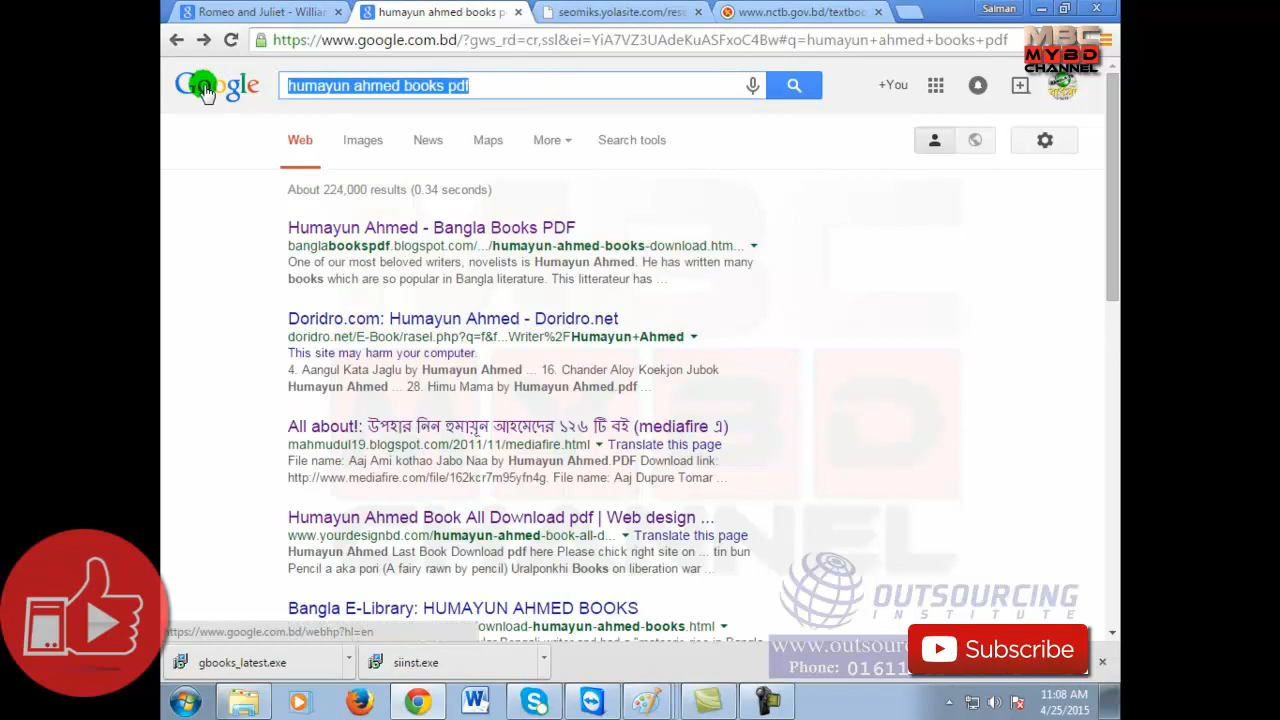 Romeo and Juliet - Willian
humayun ahmed books p
seomiks.yolasite.com/resu
www.nctb.gov.bd/textboo
Salman
https://www.google.com.bd/?gws_rd=cr,ssl&ei=YiA7VZ3UAdeKuASFxoC4Bw#q=humayun+ahmed+books+pdf
MBC
MYBD
CHANNEL
Google
humayun ahmed books pdf
+You
Web
Images
News
Maps
More
Search tools
About 224,000 results (0.34 seconds)
Humayun Ahmed - Bangla Books PDF
banglabookspdf.blogspot.com/.../humayun-ahmed-books-download.htm...
One of our most beloved writers, novelists is Humayun Ahmed. He has written many
books which are so popular in Bangla literature. This litterateur has ...
Doridro.com: Humayun Ahmed - Doridro.net
doridro.net/E-Book/rasel.php?q=f&f...Writer%2FHumayun+Ahmed
This site may harm your computer.
4. Aangul Kata Jaglu by Humayun Ahmed ... 16. Chander Aloy Koekjon Jubok
Humayun Ahmed ... 28. Himu Mama by Humayun Ahmed.pdf ...
All about!: উপহার নিন হুমায়ূন আহমেদের ১২৬ টি বই (mediafire এ)
mahmudul19.blogspot.com/2011/11/mediafire.html
Translate this page
File name: Aaj Ami kothao Jabo Naa by Humayun Ahmed.PDF Download link:
http://www.mediafire.com/file/162kcr7m95yfn4g. File name: Aaj Dupure Tomar ...
Humayun Ahmed Book All Download pdf | Web design ...
www.yourdesignbd.com/humayun-ahmed-book-all-d...
Translate this page
Humayun Ahmed Last Book Download pdf here Please chick right site on ... tin bun
Pencil a aka pori (A fairy rawn by pencil) Uralponkhi Books on liberation war ...
Bangla E-Library: HUMAYUN AHMED BOOKS
ownload-humayun-ahmed-books.html
https://www.google.com.bd/webhp?hl=en
OUTSOURCING
INSTITUTE
www.outsour
Phone: 01611
Subscribe
gbooks_latest.exe
siinst.exe
11:08 AM
4/25/2015